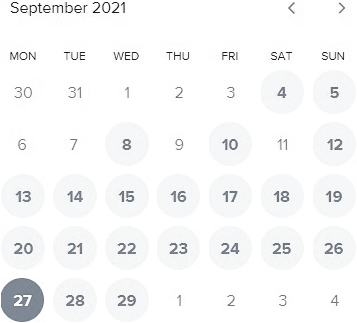 September 2021
MON TUE WED THU FRI SAT SUN
30 31 1 2 3 4 5
6 7 8 9 10 11 12
13 14 15 16 17 18 19
20 21 22 23 24 25 26
27 28 29 1 2 3 4